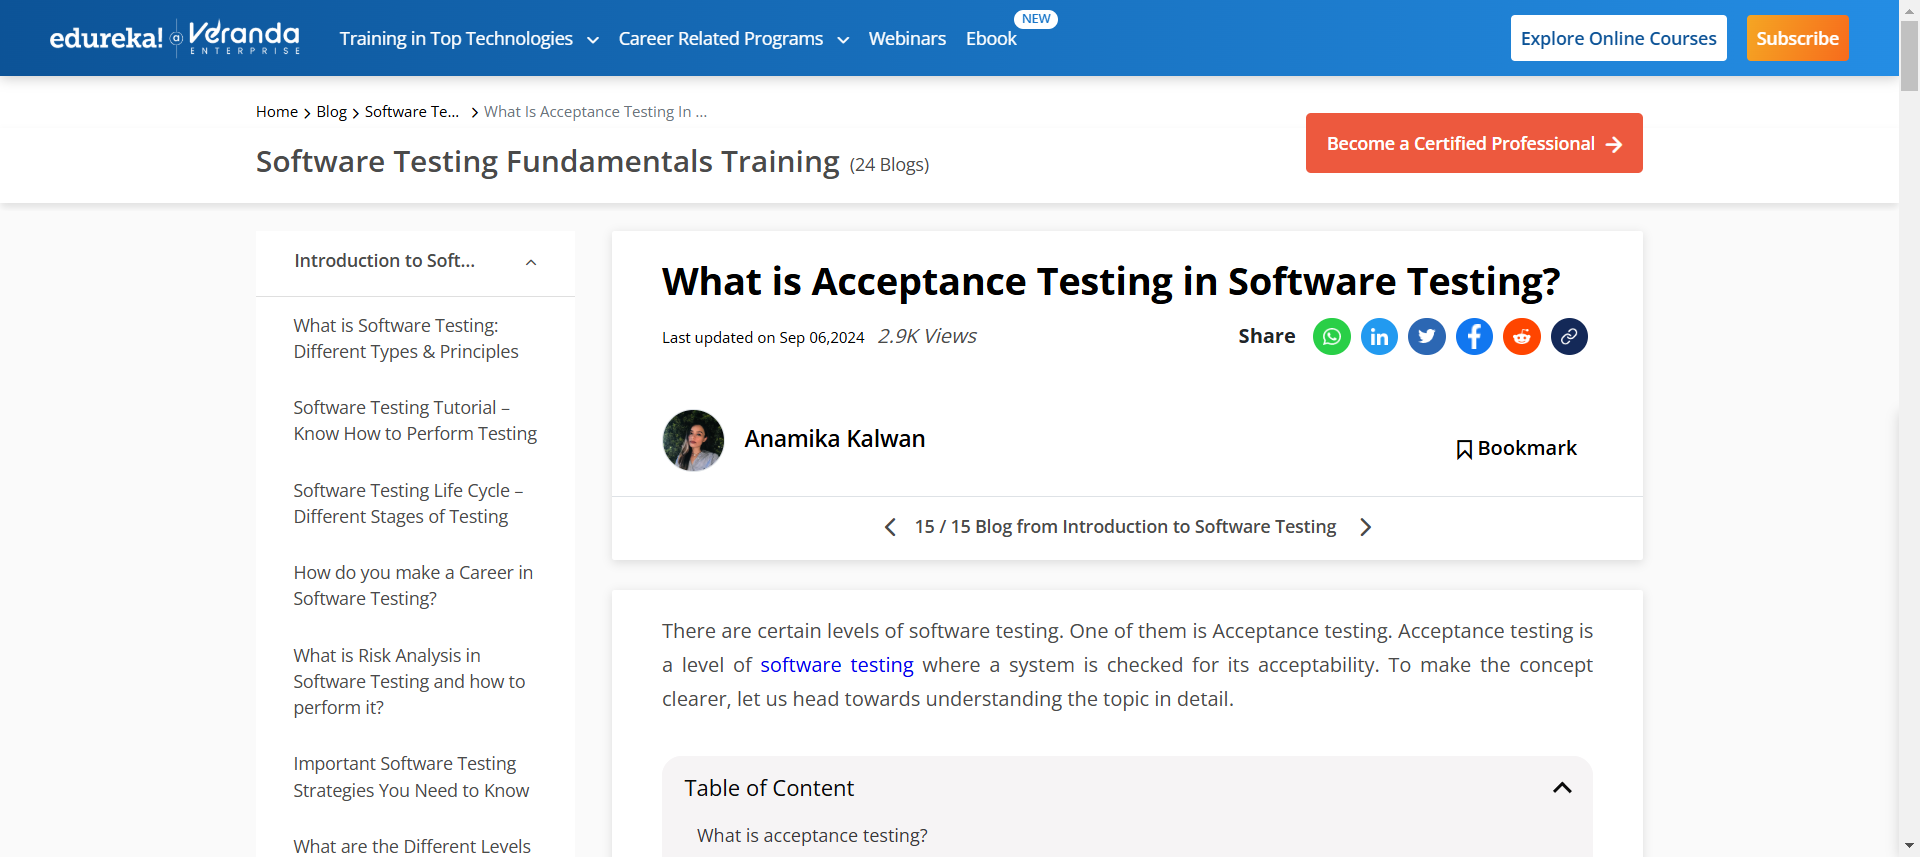 edureka! a Veranda
ENTERPRISE
Training in Top Technologies
Career Related Programs
Webinars
Ebook
NEW
Explore Online Courses
Subscribe
Home > Blog > Software Te... > What Is Acceptance Testing In ...
Software Testing Fundamentals Training (24 Blogs)
Become a Certified Professional →
Introduction to Soft...
What is Software Testing:
Different Types & Principles
Software Testing Tutorial –
Know How to Perform Testing
Software Testing Life Cycle –
Different Stages of Testing
How do you make a Career in
Software Testing?
What is Risk Analysis in
Software Testing and how to
perform it?
Important Software Testing
Strategies You Need to Know
What are the Different Levels
What is Acceptance Testing in Software Testing?
Last updated on Sep 06,2024 2.9K Views
Share
Anamika Kalwan
Bookmark
15 / 15 Blog from Introduction to Software Testing
There are certain levels of software testing. One of them is Acceptance testing. Acceptance testing is
a level of software testing where a system is checked for its acceptability. To make the concept
clearer, let us head towards understanding the topic in detail.
Table of Content
What is acceptance testing?